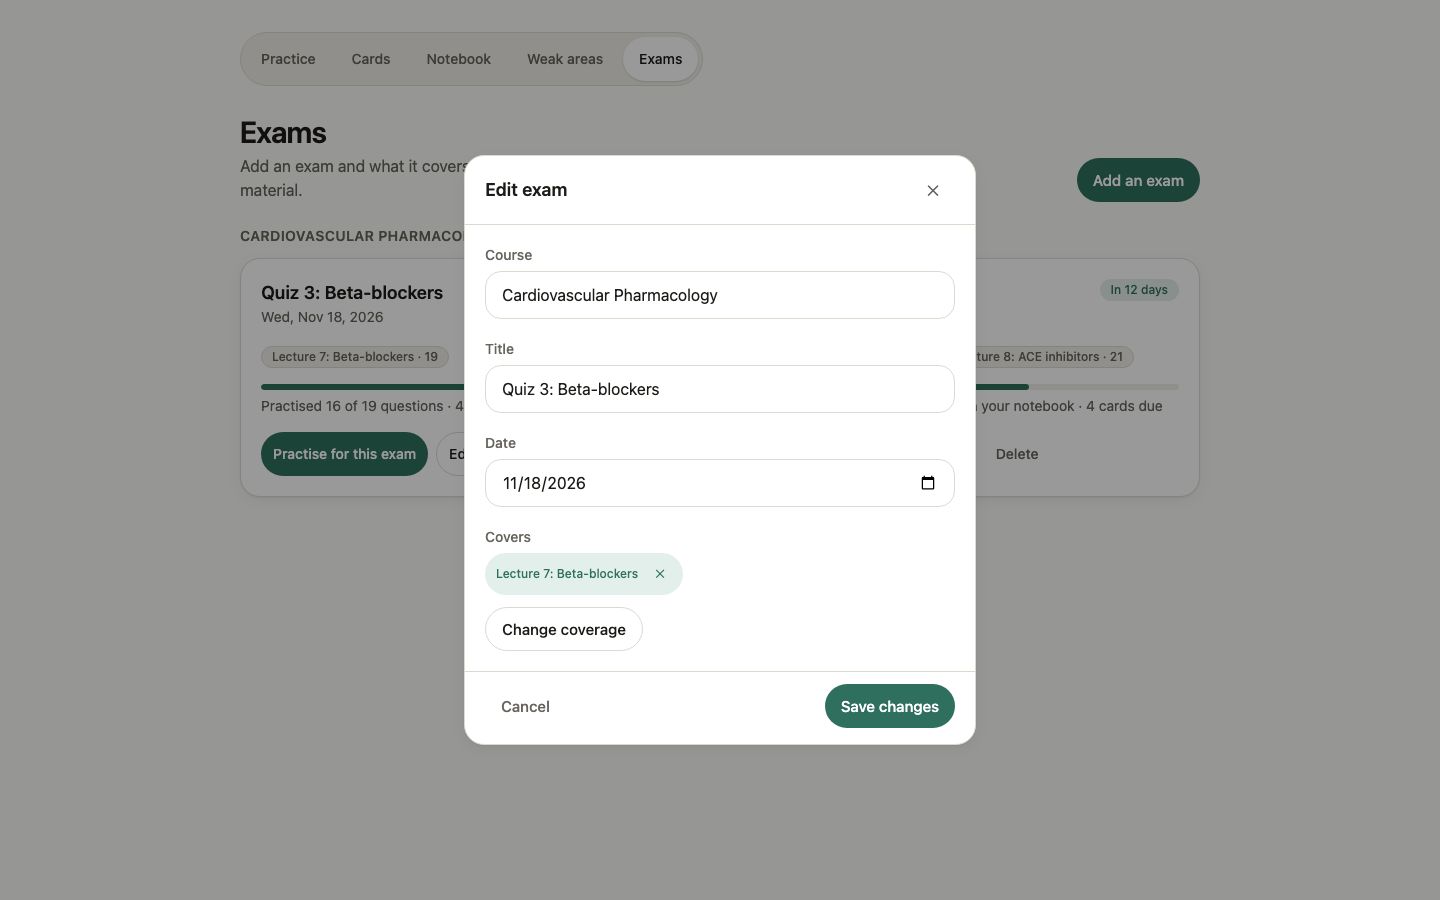 Practice Cards Notebook Weak areas Exams
Exams
Add an exam and what it covers
material.
Add an exam
CARDIOVASCULAR
Quiz 3: Beta-blockers
Wed, Nov 18, 2026
Lecture 7: Beta-blockers · 19
Practised 16 of 19 questions · 4
Practise for this exam
In 12 days
8: ACE inhibitors · 21
your notebook · 4 cards due
Delete
Edit exam
Course
Cardiovascular Pharmacology
Title
Quiz 3: Beta-blockers
Date
11/18/2026
Covers
Lecture 7: Beta-blockers
Change coverage
Cancel
Save changes